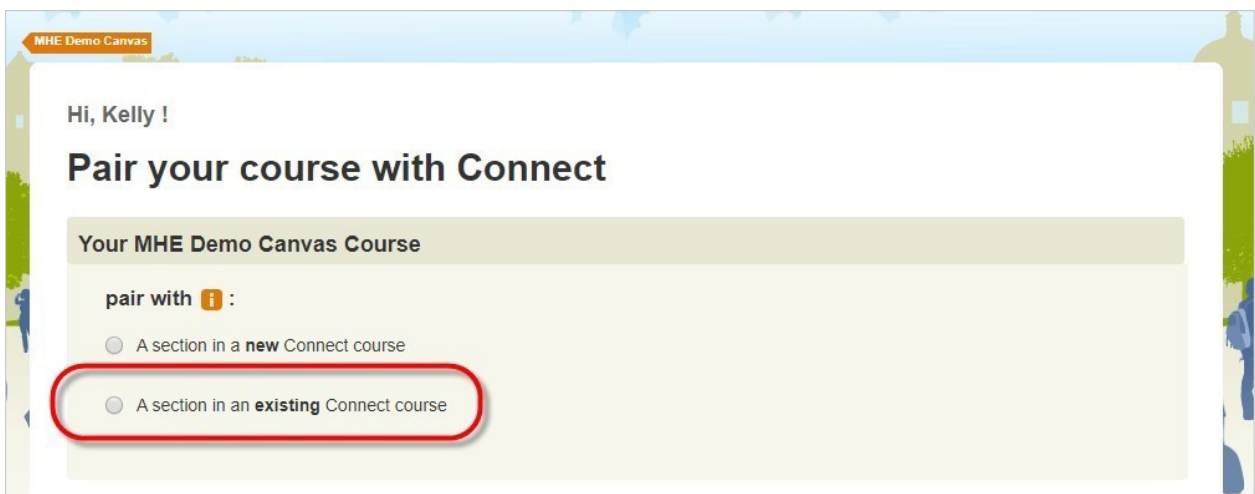 MHE Demo Canvas
Hi, Kelly !
Pair your course with Connect
Your MHE Demo Canvas Course
pair with i :
A section in a new Connect course
A section in an existing Connect course